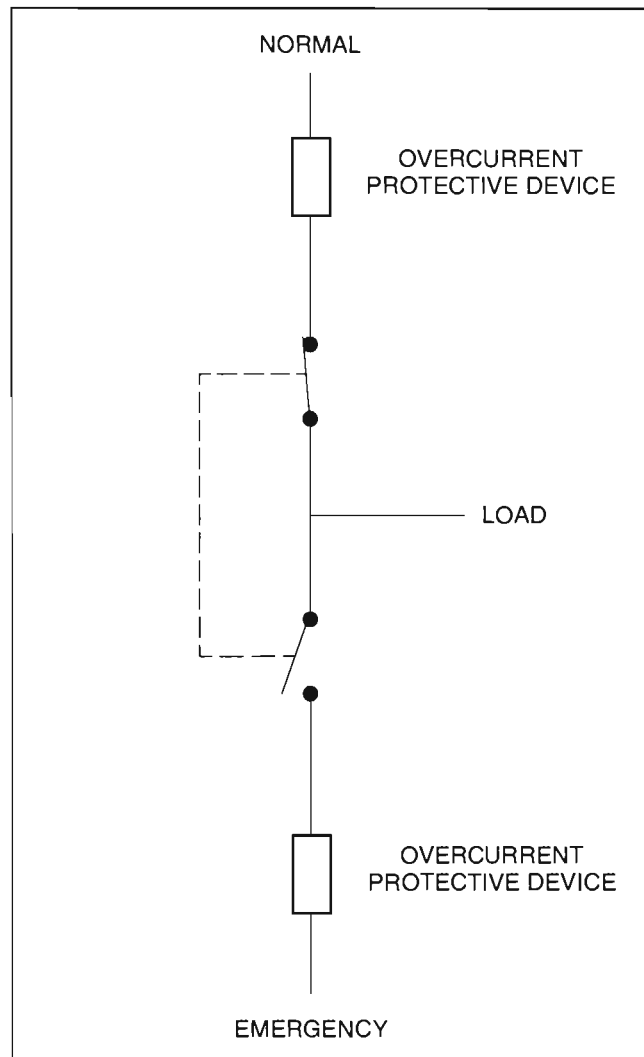 NORMAL
OVERCURRENT
PROTECTIVE DEVICE
LOAD
OVERCURRENT
PROTECTIVE DEVICE
EMERGENCY